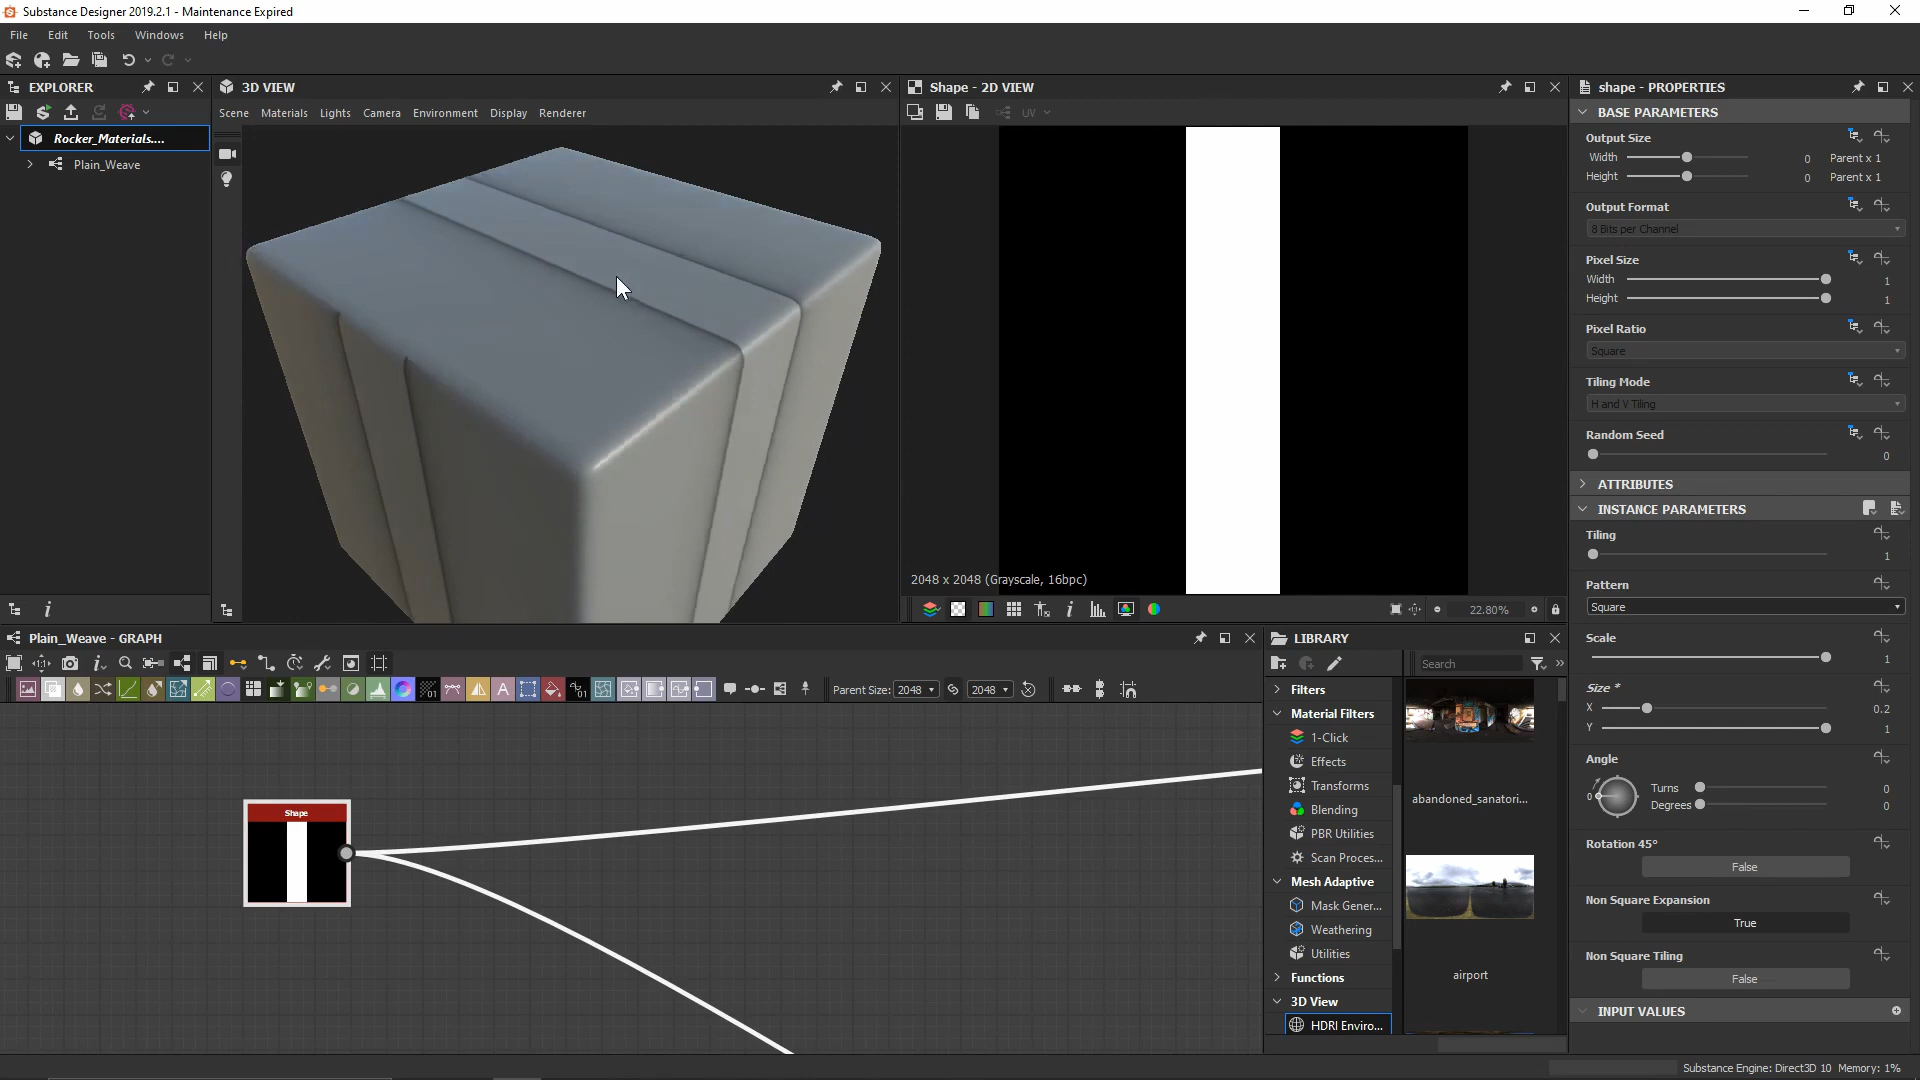 Substance Designer 2019.2.1 - Maintenance Expired
File Edit Tools Windows Help
EXPLORER
Rocker_Materials....
Plain_Weave
3D VIEW
Scene Materials Lights Camera Environment Display Renderer
Shape - 2D VIEW
UV
2048 x 2048 (Grayscale, 16bpc)
22.80%
shape - PROPERTIES
BASE PARAMETERS
Output Size
Width 0 Parent x 1
Height 0 Parent x 1
Output Format
8 Bits per Channel
Pixel Size
Width 1
Height 1
Pixel Ratio
Square
Tiling Mode
H and V Tiling
Random Seed
0
ATTRIBUTES
INSTANCE PARAMETERS
Tiling
1
Pattern
Square
Scale
1
Size *
X 0.2
Y 1
Angle
0
Turns 0
Degrees 0
Rotation 45°
False
Non Square Expansion
True
Non Square Tiling
False
INPUT VALUES
Plain_Weave - GRAPH
Parent Size: 2048 2048
Shape
LIBRARY
Search
Filters
Material Filters
1-Click
Effects
Transforms
Blending
PBR Utilities
Scan Proces...
Mesh Adaptive
Mask Gener...
Weathering
Utilities
Functions
3D View
HDRI Enviro...
abandoned_sanatori...
airport
Substance Engine: Direct3D 10 Memory: 1%